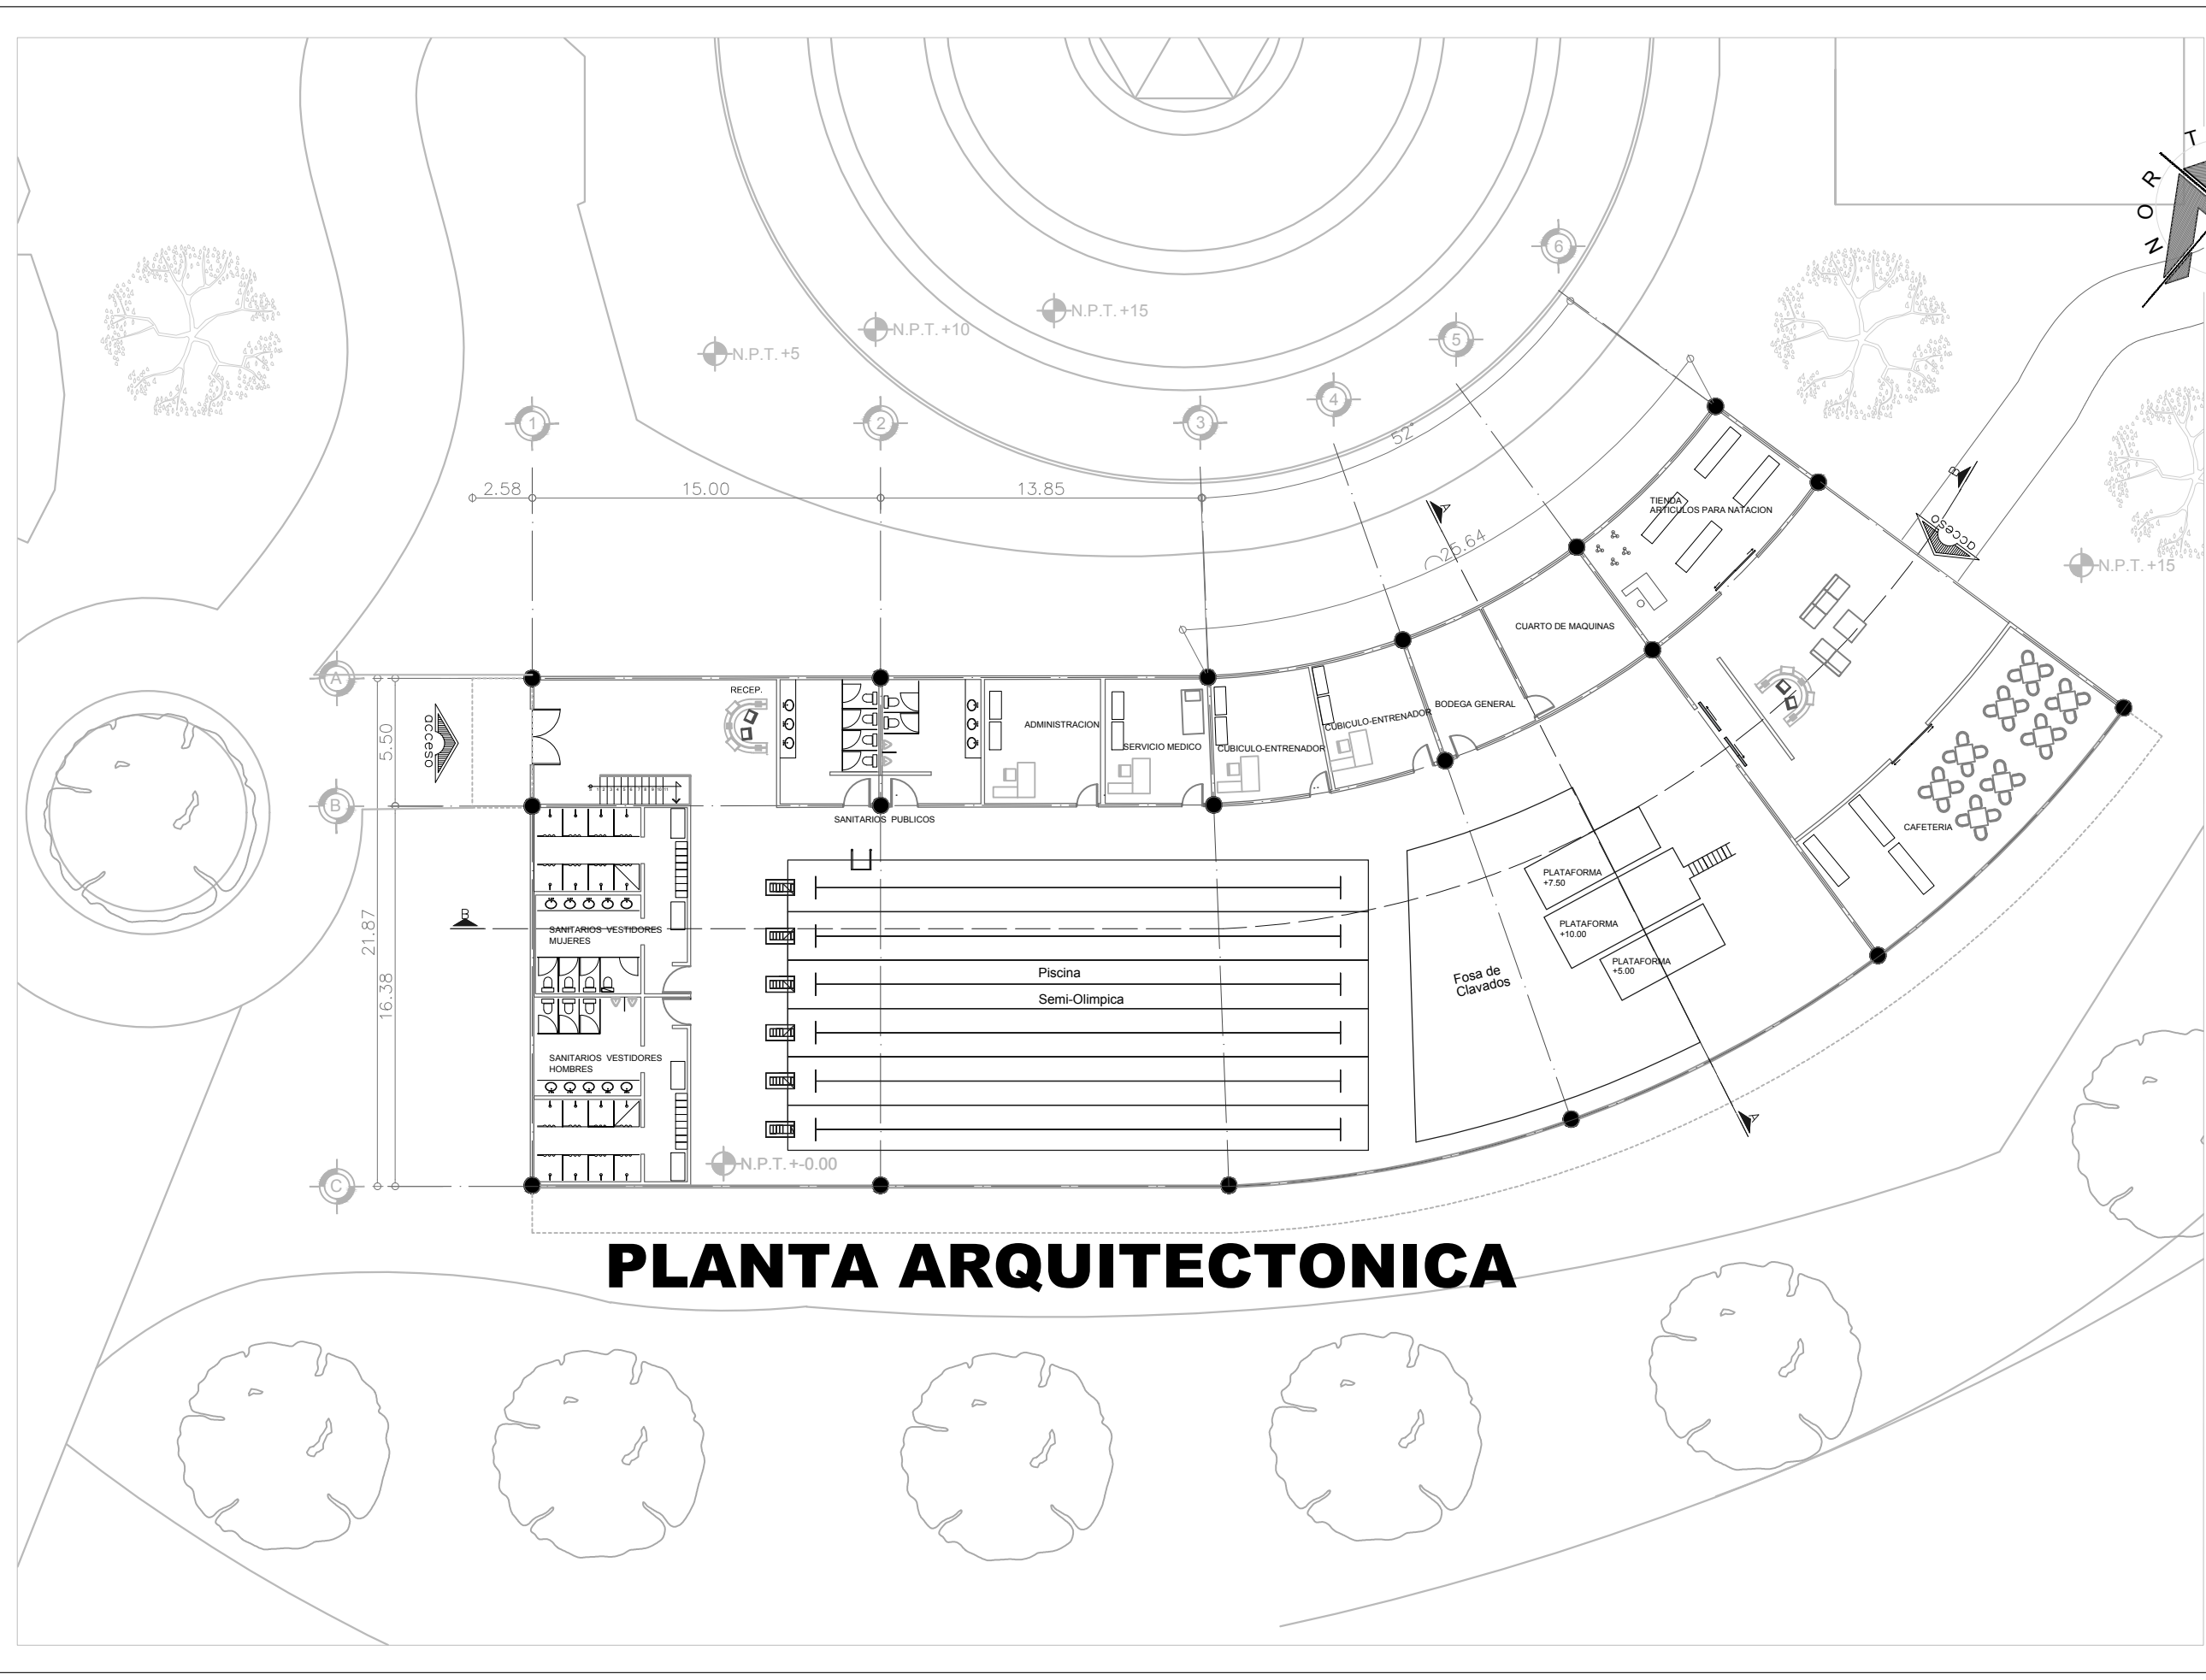 N O R T
6
5
4
N.P.T. +15
N.P.T. +10
N.P.T. +5
1
2
3
52°
2.58
15.00
13.85
25.64
B
acceso
N.P.T. +15
A
TIENDA
ARTICULOS PARA NATACION
CUARTO DE MAQUINAS
A
acceso
5.50
RECEP.
ADMINISTRACION
SERVICIO MEDICO
CUBICULO-ENTRENADOR
CUBICULO-ENTRENADOR
BODEGA GENERAL
B
SANITARIOS PUBLICOS
CAFETERIA
PLATAFORMA
+7.50
PLATAFORMA
+10.00
PLATAFORMA
+5.00
B
21.87
16.38
SANITARIOS VESTIDORES
MUJERES
Piscina
Semi-Olimpica
Fosa de
Clavados
SANITARIOS VESTIDORES
HOMBRES
A
N.P.T. +-0.00
C
PLANTA ARQUITECTONICA